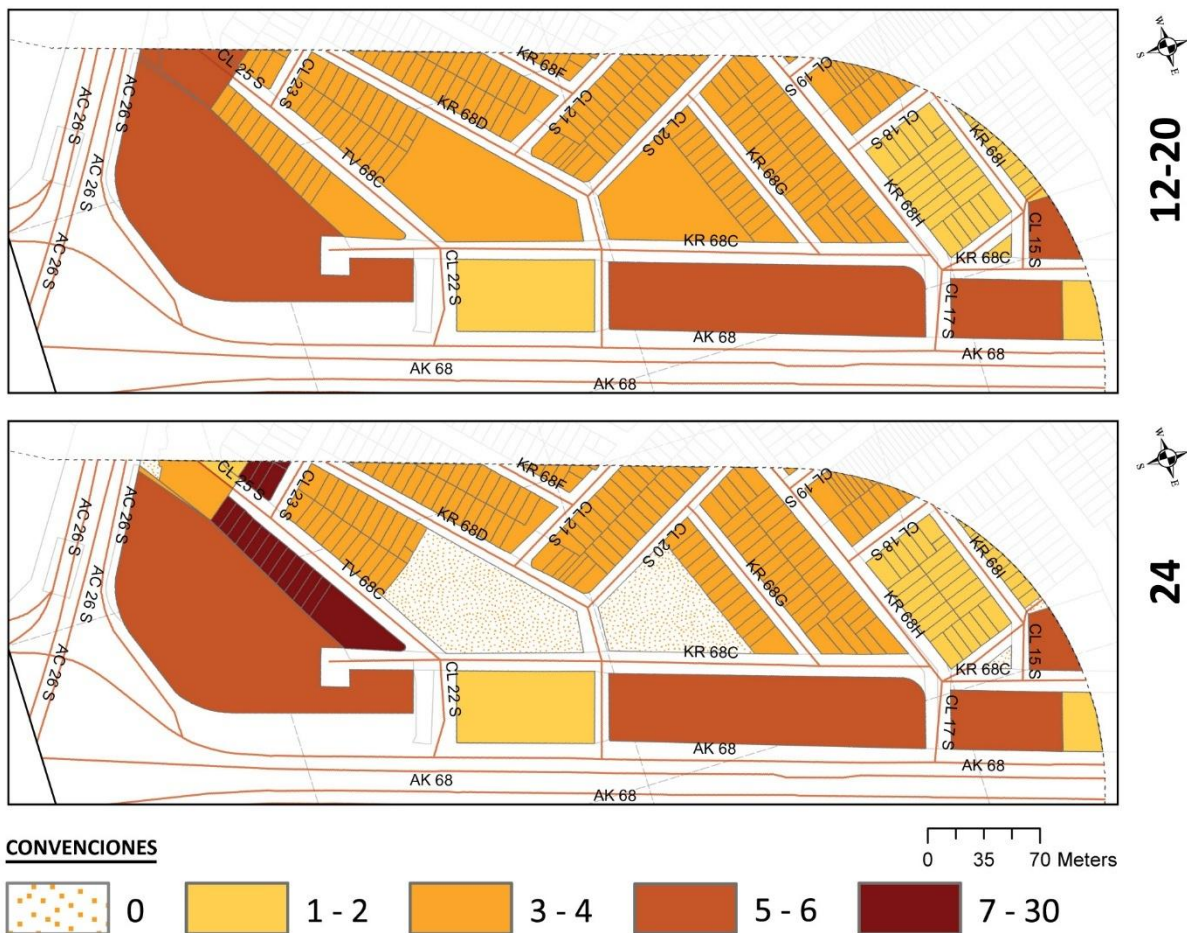 CL 25 S
CL 23 S
KR 68F
KR 68D
CL 21 S
CL 20 S
CL 19 S
CL 18 S
KR 68I
KR 68G
KR 68H
TV 68C
AC 26 S
AC 26 S
AC 26 S
AC 26 S
KR 68C
KR 68C
CL 15 S
CL 22 S
CL 17 S
AK 68
AK 68
AK 68
AK 68
W
S
E
12-20
CL 25 S
CL 23 S
KR 68F
KR 68D
CL 21 S
CL 20 S
CL 19 S
CL 18 S
KR 68I
KR 68G
KR 68H
TV 68C
AC 26 S
AC 26 S
AC 26 S
AC 26 S
KR 68C
KR 68C
CL 15 S
CL 22 S
CL 17 S
AK 68
AK 68
AK 68
AK 68
W
S
E
24
CONVENCIONES
0 35 70 Meters
0 1 - 2 3 - 4 5 - 6 7 - 30